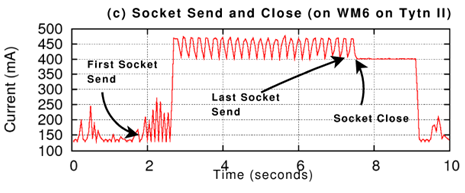 (c) Socket Send and Close (on WM6 on Tytn II)
Current (mA)
500
450
400
350
300
250
200
150
100
First Socket
Send
Last Socket
Send
Socket Close
0
2
4
6
8
10
Time (seconds)